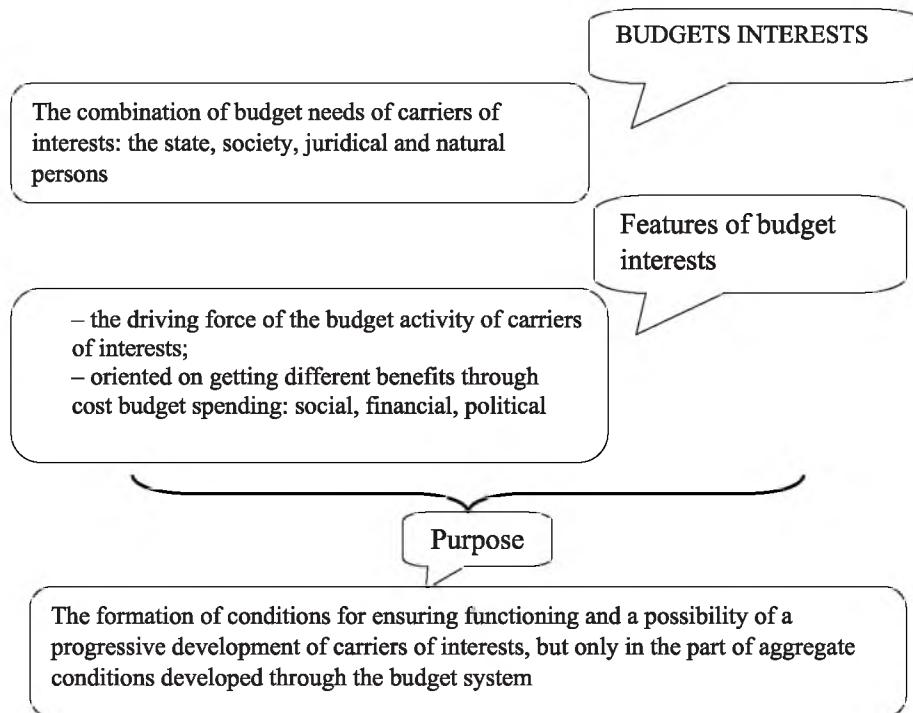 BUDGETS INTERESTS
The combination of budget needs of carriers of
interests: the state, society, juridical and natural
persons
Features of budget
interests
– the driving force of the budget activity of carriers
of interests;
– oriented on getting different benefits through
cost budget spending: social, financial, political
Purpose
The formation of conditions for ensuring functioning and a possibility of a
progressive development of carriers of interests, but only in the part of aggregate
conditions developed through the budget system